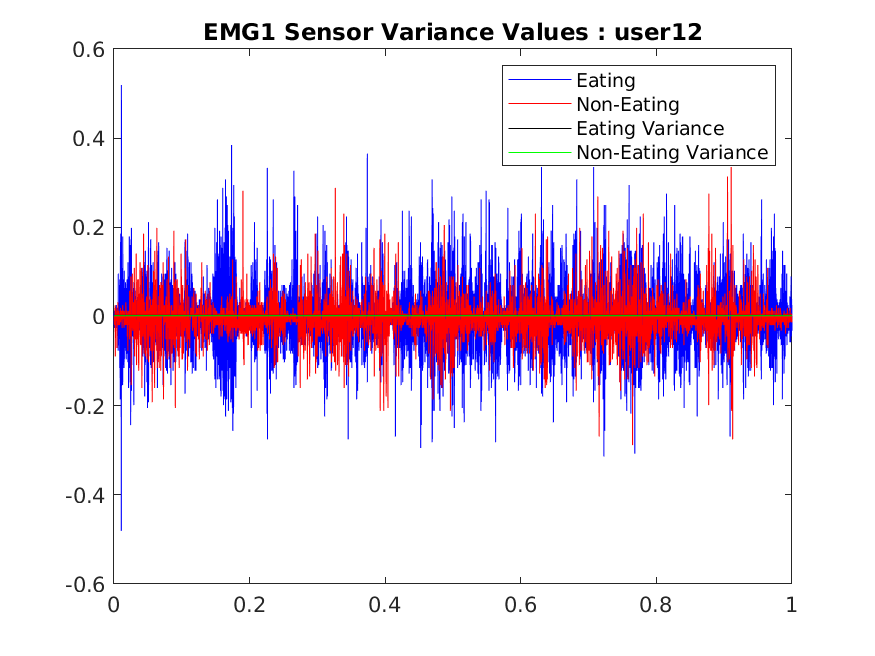 EMG1 Sensor Variance Values : user12
0.6
0.4
0.2
0
-0.2
-0.4
-0.6
Eating
Non-Eating
Eating Variance
Non-Eating Variance
0 0.2 0.4 0.6 0.8 1